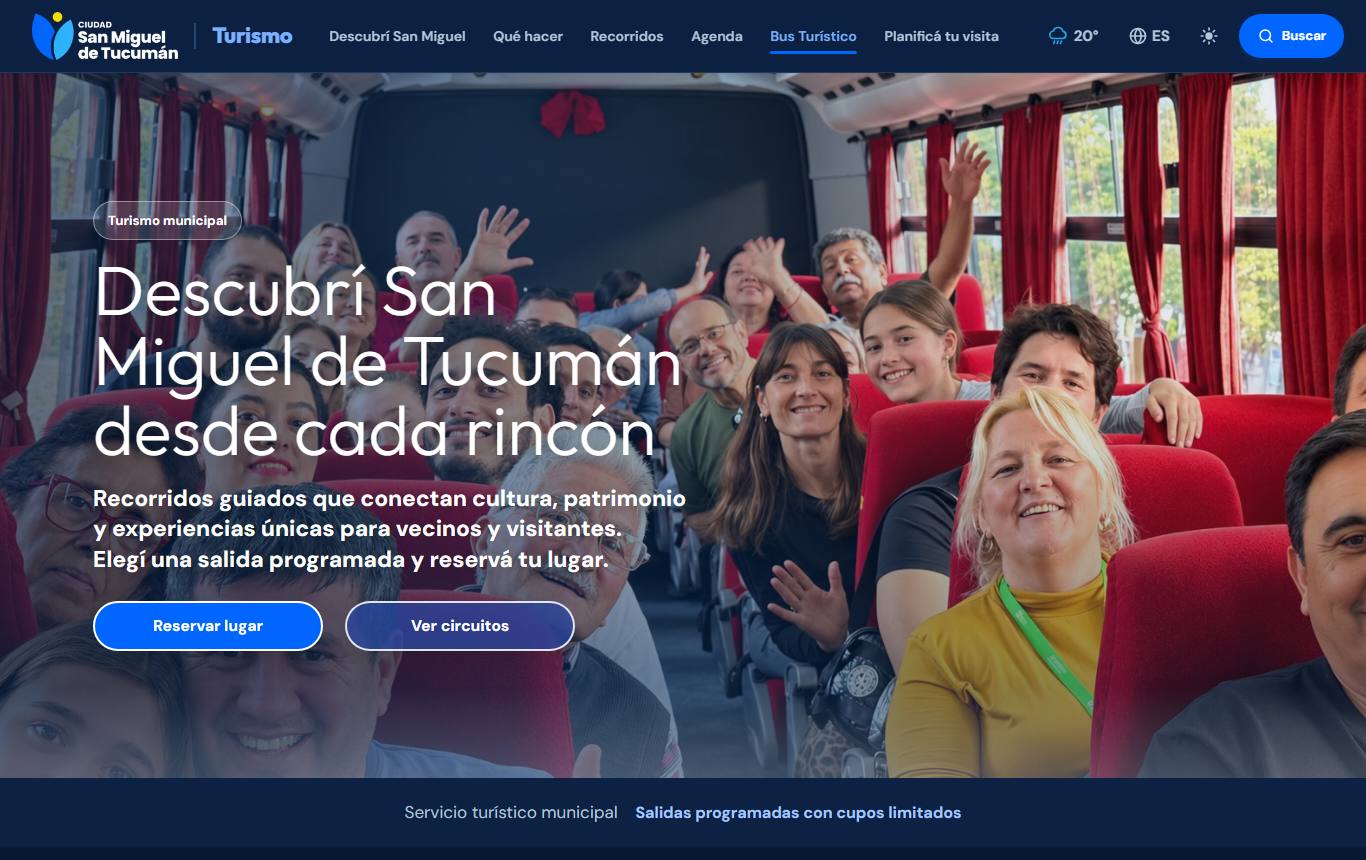 CIUDAD
San Miguel
de Tucumán
Turismo
Descubrí San Miguel
Qué hacer
Recorridos
Agenda
Bus Turístico
Planificá tu visita
20°
ES
Buscar
Turismo municipal
Descubrí San
Miguel de Tucumán
desde cada rincón
Recorridos guiados que conectan cultura, patrimonio
y experiencias únicas para vecinos y visitantes.
Elegí una salida programada y reservá tu lugar.
Reservar lugar
Ver circuitos
Servicio turístico municipal
Salidas programadas con cupos limitados